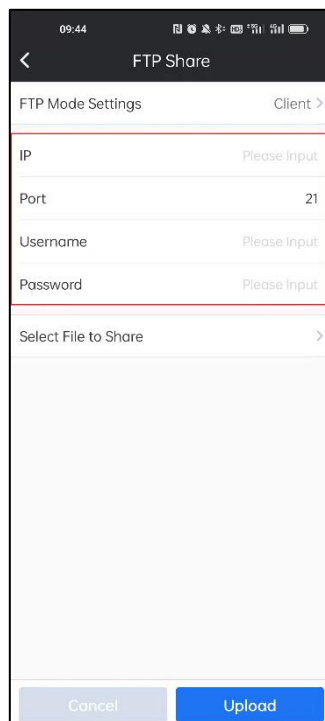 09:44
FTP Share
FTP Mode Settings Client
IP Please Input
Port 21
Username Please Input
Password Please Input
Select File to Share
Cancel Upload